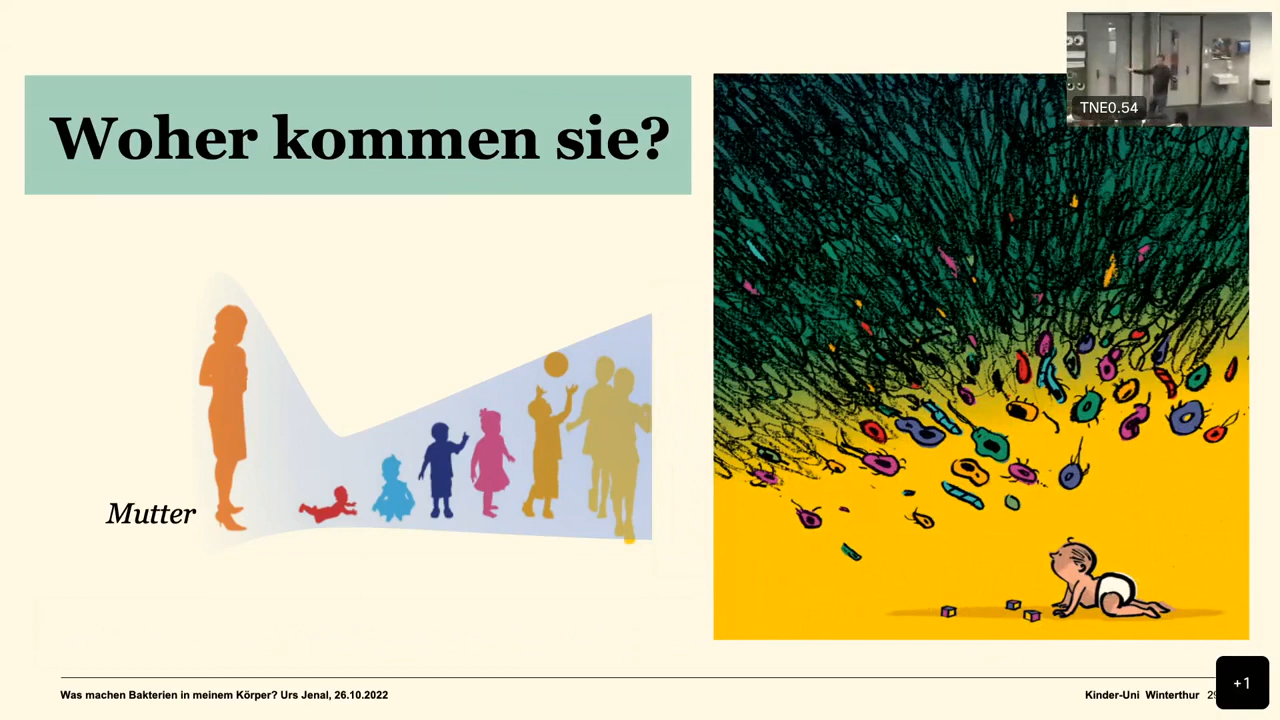 TNE0.54
Woher kommen sie?
Mutter
Was machen Bakterien in meinem Körper? Urs Jenal, 26.10.2022
Kinder-Uni Winterthur
+1